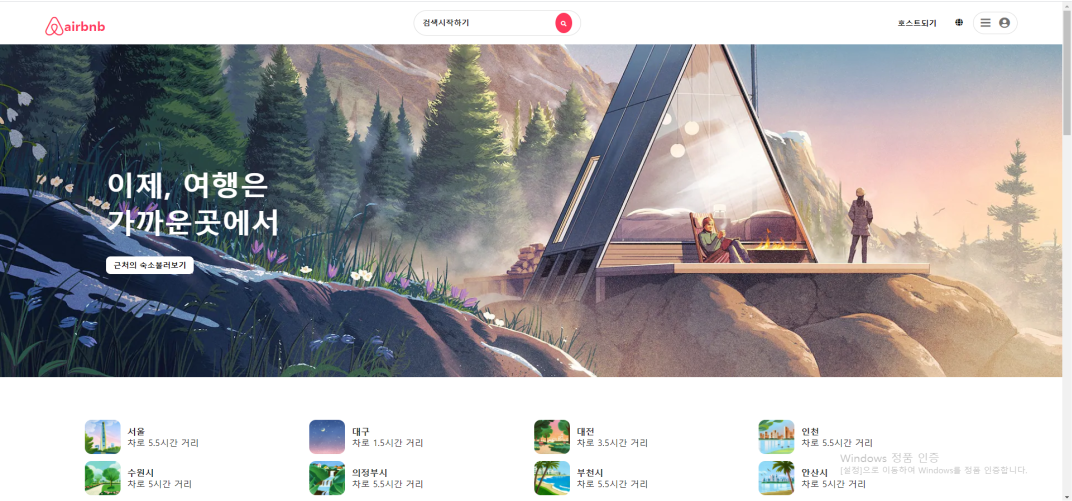 airbnb
검색시작하기
호스트되기
이제, 여행은
가까운곳에서
근처의 숙소둘러보기
서울
차로 5.5시간 거리
대구
차로 1.5시간 거리
대전
차로 3.5시간 거리
인천
차로 5.5시간 거리
수원시
차로 5시간 거리
의정부시
차로 5.5시간 거리
부천시
차로 5.5시간 거리
안산시
차로 5시간 거리
Windows 정품 인증
[설정]으로 이동하여 Windows를 정품 인증합니다.